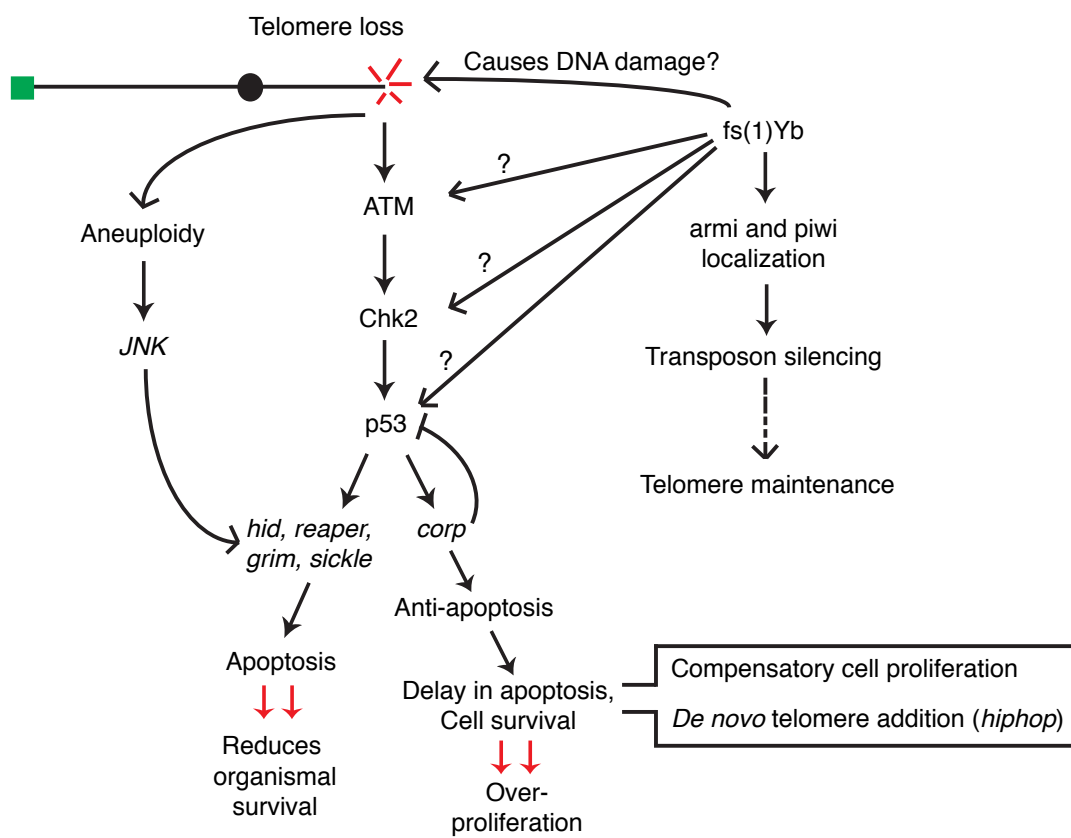 Telomere loss
Causes DNA damage?
fs(1)Yb
?
ATM
Aneuploidy
armi and piwi
localization
?
Chk2
JNK
Transposon silencing
?
p53
Telomere maintenance
hid, reaper,
grim, sickle
corp
Anti-apoptosis
Apoptosis
Compensatory cell proliferation
Delay in apoptosis,
Cell survival
De novo telomere addition (hiphop)
Reduces
organismal
survival
Over-
proliferation